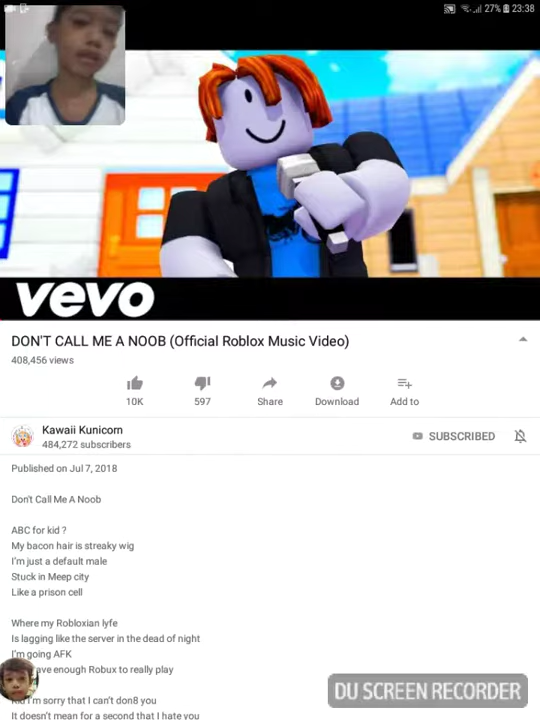 27% 23:38
vevo
DON'T CALL ME A NOOB (Official Roblox Music Video)
408,456 views
10K 597 Share Download Add to
Kawaii Kunicorn
484,272 subscribers
SUBSCRIBED
Published on Jul 7, 2018
Don't Call Me A Noob
ABC for kid ?
My bacon hair is streaky wig
I'm just a default male
Stuck in Meep city
Like a prison cell
Where my Robloxian lyfe
Is lagging like the server in the dead of night
I'm going AFK
ave enough Robux to really play
I'm sorry that I can't don8 you
It doesn't mean for a second that I hate you
DU SCREEN RECORDER